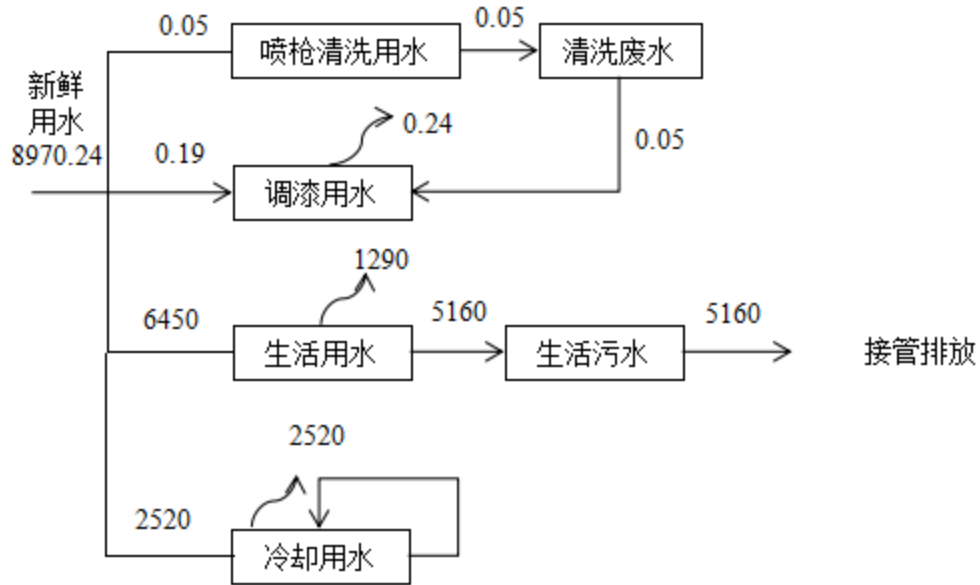 0.05
喷枪清洗用水
0.05
清洗废水
新鲜
用水
8970.24
0.19
调漆用水
0.24
0.05
6450
生活用水
1290
5160
生活污水
5160
接管排放
2520
2520
冷却用水